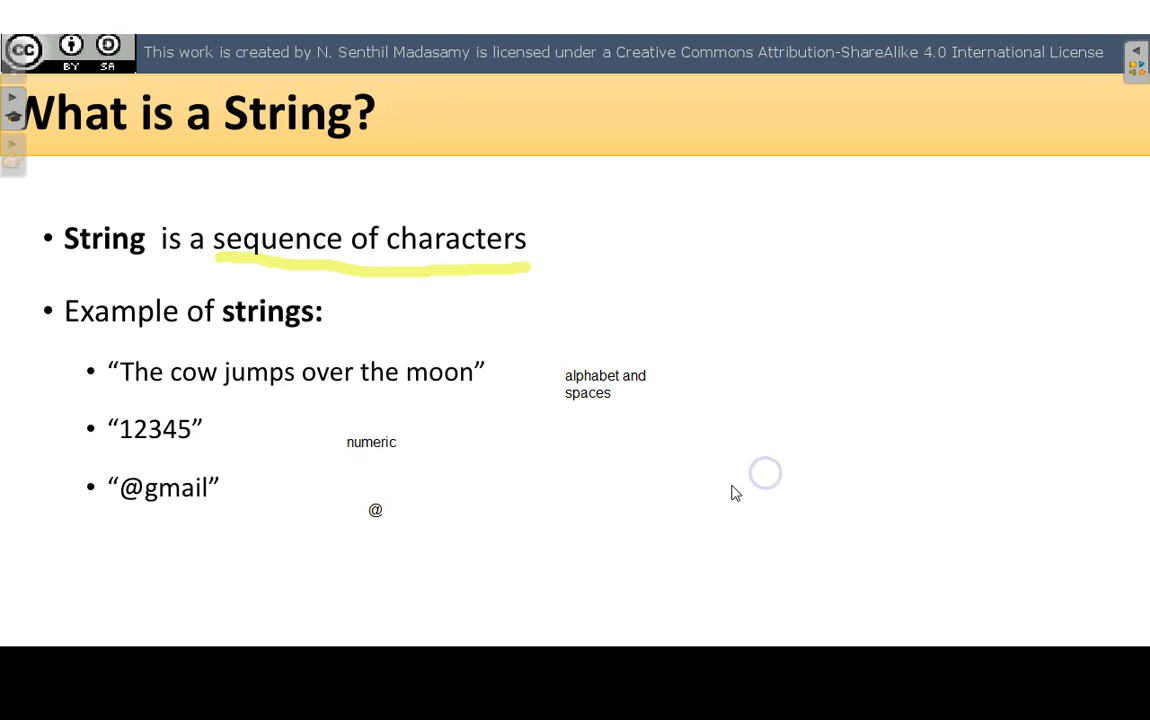 This work is created by N. Senthil Madasamy is licensed under a Creative Commons Attribution-ShareAlike 4.0 International License
cc BY SA
What is a String?
• String is a sequence of characters
• Example of strings:
• “The cow jumps over the moon”
alphabet and
spaces
• “12345”
numeric
• “@gmail”
@